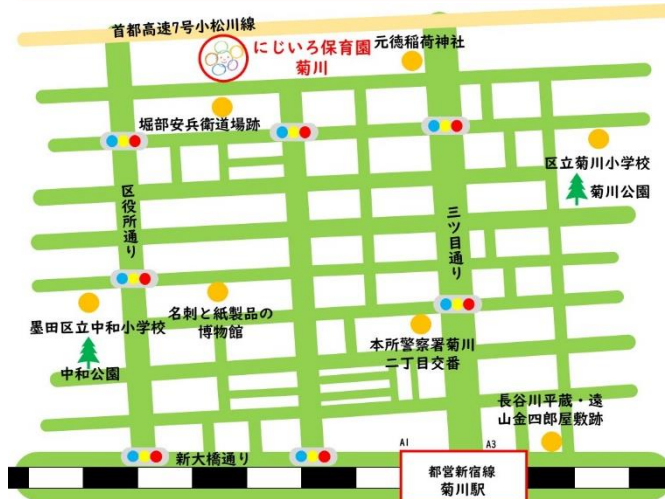 首都高速7号小松川線
にじいろ保育園
菊川
元徳稲荷神社
堀部安兵衛道場跡
区立菊川小学校
菊川公園
区役所通り
三ツ目通り
墨田区立中和小学校
中和公園
名刺と紙製品の
博物館
本所警察署菊川
二丁目交番
長谷川平蔵・遠
山金四郎屋敷跡
新大橋通り
A1
A3
都営新宿線
菊川駅